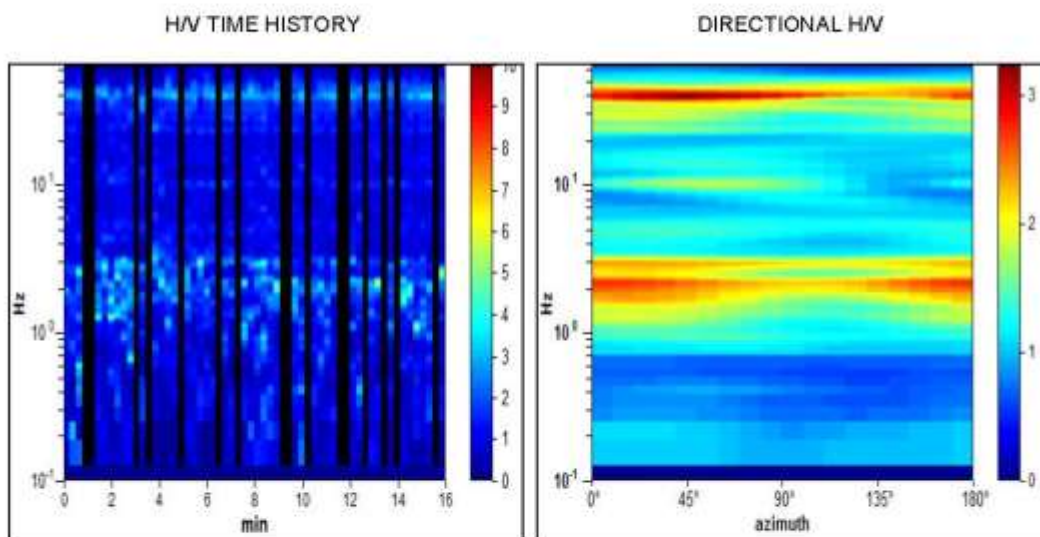 H/V TIME HISTORY
10
9
8
7
6
5
4
3
2
1
0
10¹
10⁰
10⁻¹
Hz
0 2 4 6 8 10 12 14 16
min
DIRECTIONAL H/V
3
2
1
0
10¹
10⁰
10⁻¹
Hz
0° 45° 90° 135° 180°
azimuth